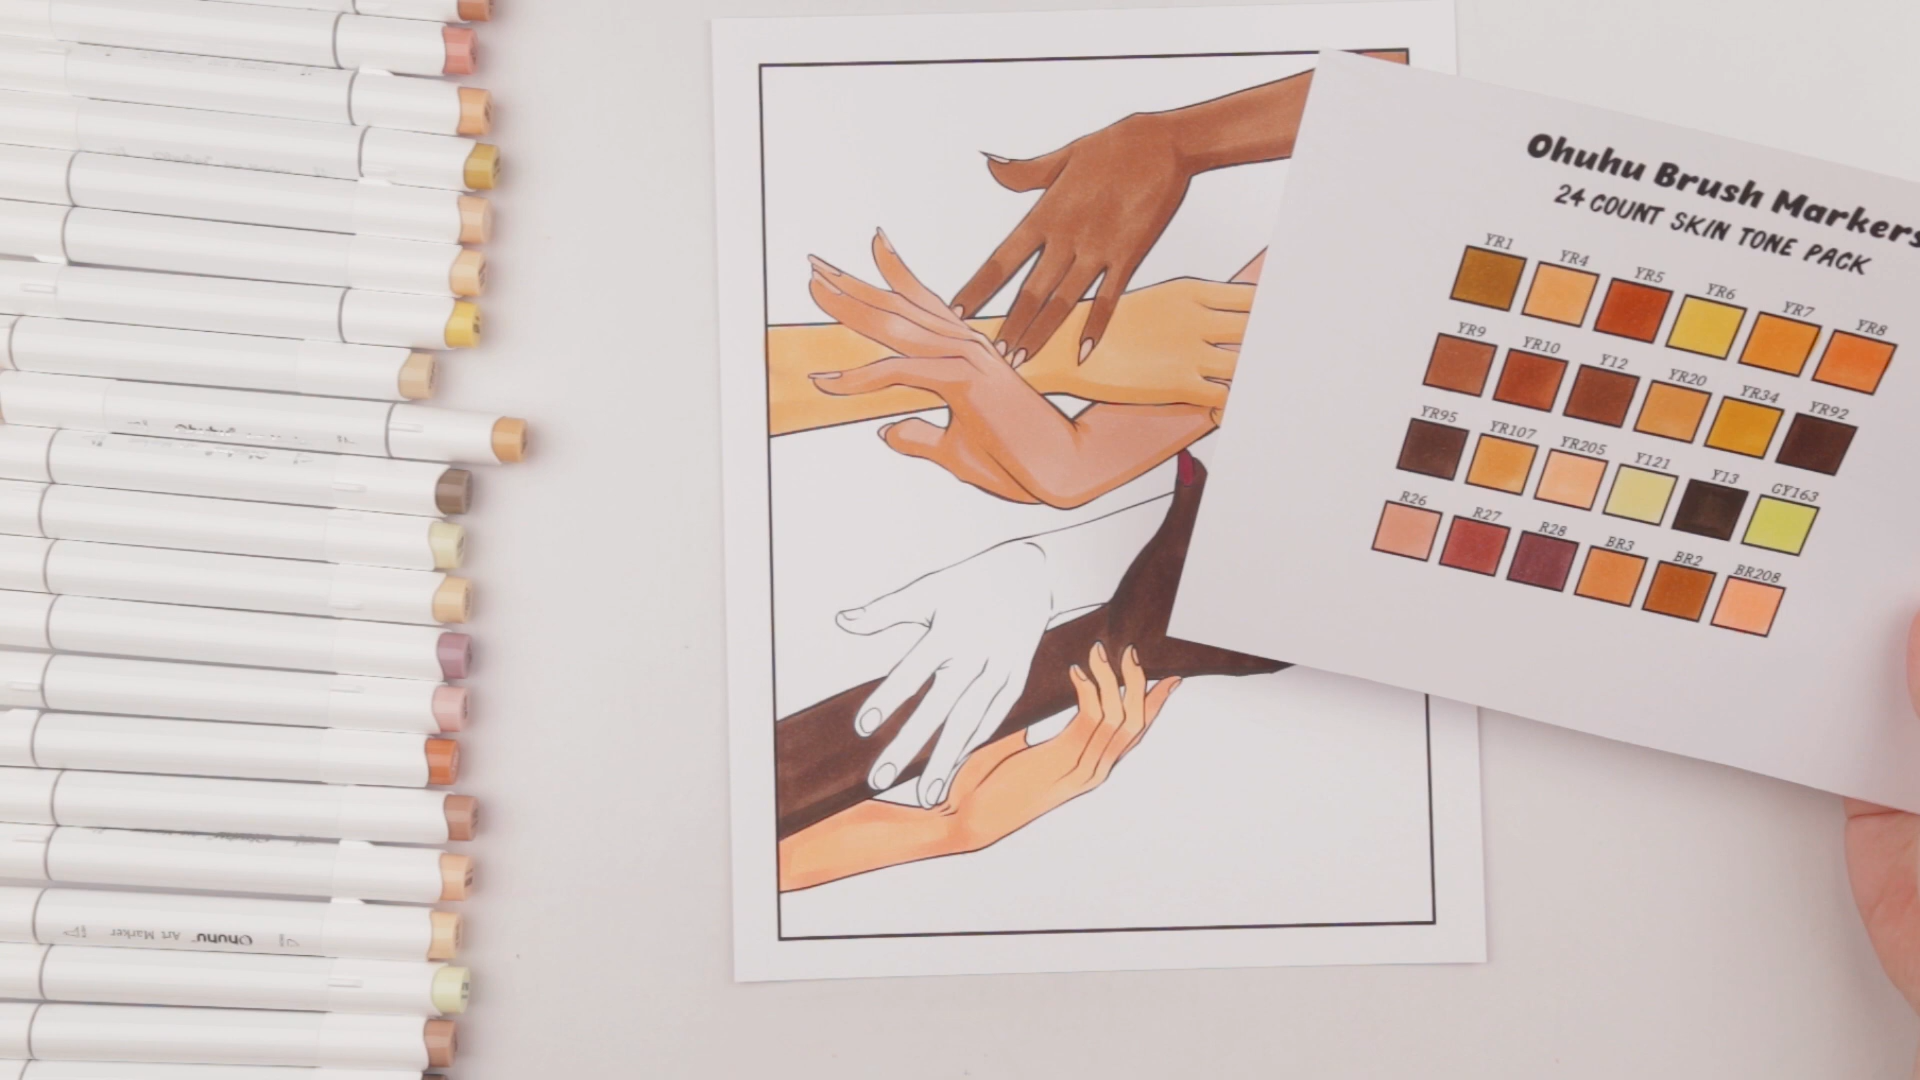 Ohuhu Brush Markers
24 COUNT SKIN TONE PACK
YR1 YR4 YR5 YR6 YR7 YR8
YR9 YR10 Y12 YR20 YR34 YR92
YR95 YR107 YR205 Y121 Y13 GY163
R26 R27 R28 BR3 BR2 BR208
Ohuhu Art Marker